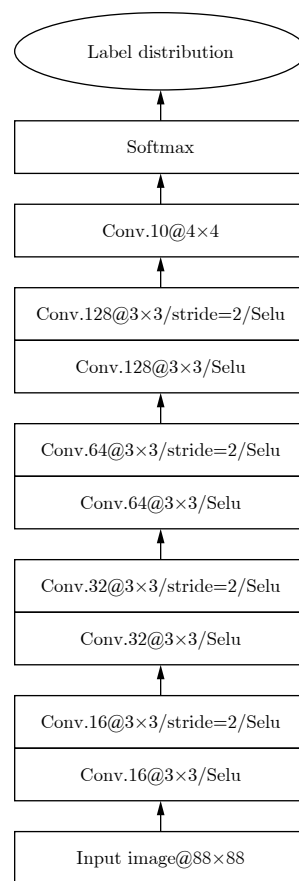 Label distribution
Softmax
Conv.10@4×4
Conv.128@3×3/stride=2/Selu
Conv.128@3×3/Selu
Conv.64@3×3/stride=2/Selu
Conv.64@3×3/Selu
Conv.32@3×3/stride=2/Selu
Conv.32@3×3/Selu
Conv.16@3×3/stride=2/Selu
Conv.16@3×3/Selu
Input image@88×88